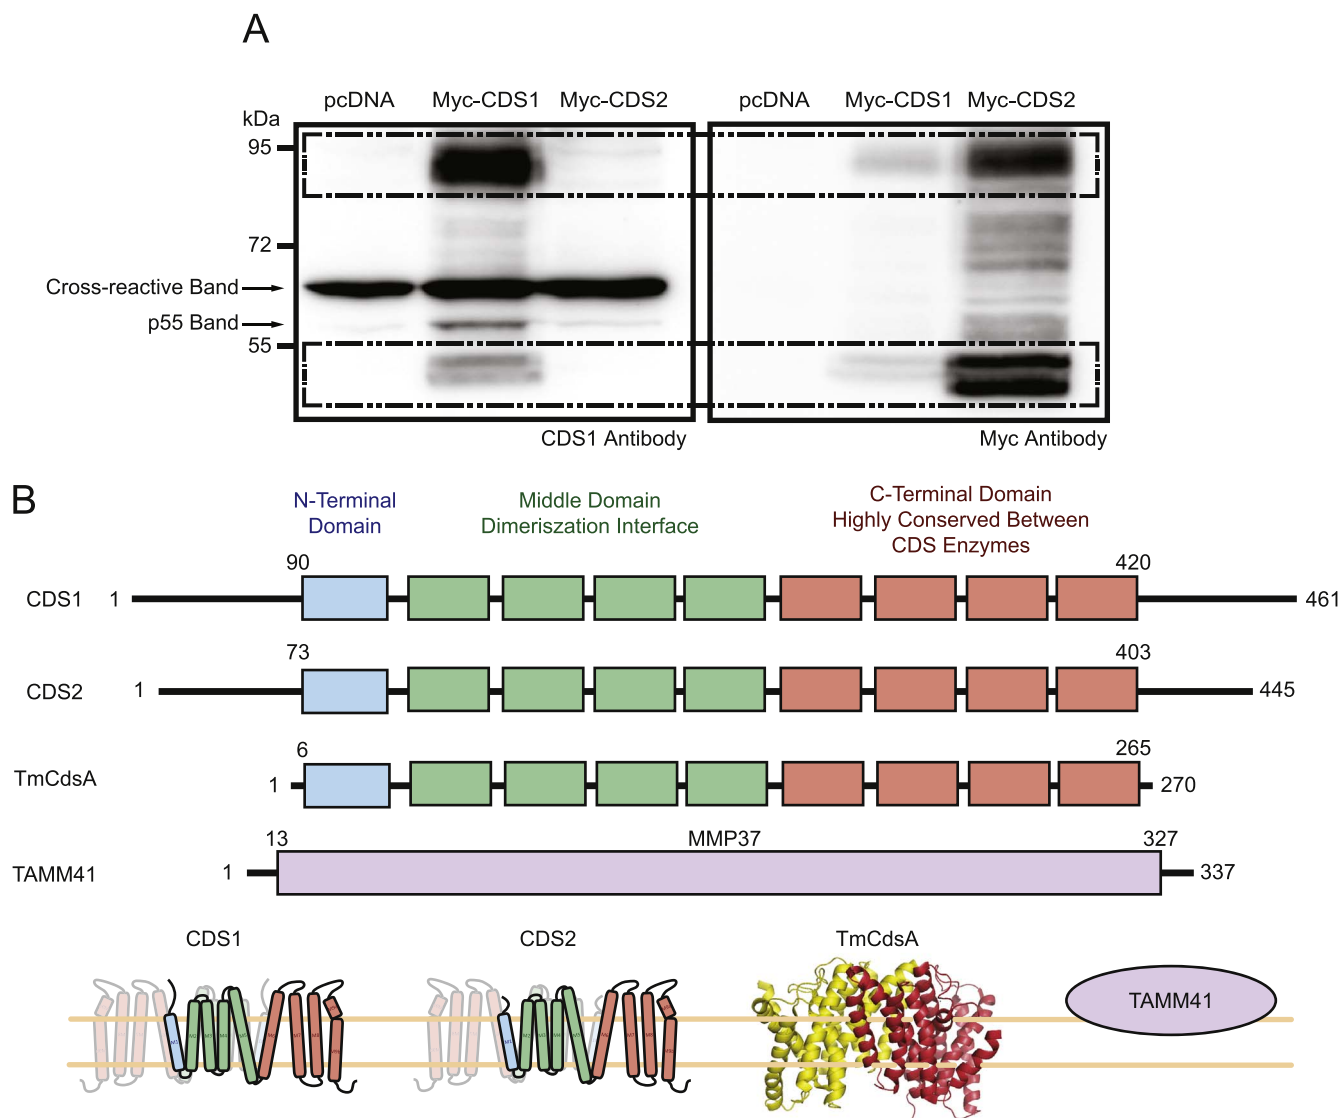 A
pcDNA Myc-CDS1 Myc-CDS2 pcDNA Myc-CDS1 Myc-CDS2
kDa
95
72
Cross-reactive Band
p55 Band
55
CDS1 Antibody Myc Antibody
B
N-Terminal
Domain
Middle Domain
Dimeriszation Interface
C-Terminal Domain
Highly Conserved Between
CDS Enzymes
90 420
CDS1 1 461
73 403
CDS2 1 445
6 265
TmCdsA 1 270
13 MMP37 327
TAMM41 1 337
CDS1 CDS2 TmCdsA
TAMM41